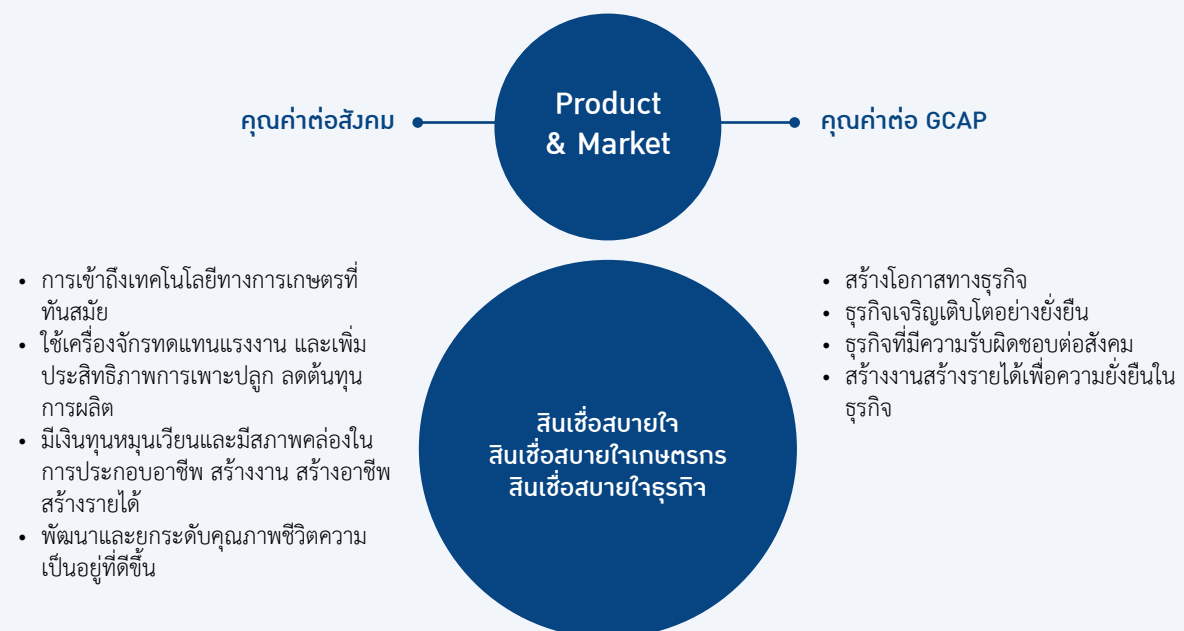 Product
& Market
คุณค่าต่อสังคม
คุณค่าต่อ GCAP
• การเข้าถึงเทคโนโลยีทางการเกษตรที่
ทันสมัย
• ใช้เครื่องจักรทดแทนแรงงาน และเพิ่ม
ประสิทธิภาพการเพาะปลูก ลดต้นทุน
การผลิต
• มีเงินทุนหมุนเวียนและมีสภาพคล่องใน
การประกอบอาชีพ สร้างงาน สร้างอาชีพ
สร้างรายได้
• พัฒนาและยกระดับคุณภาพชีวิตความ
เป็นอยู่ที่ดีขึ้น
สินเชื่อสบายใจ
สินเชื่อสบายใจเกษตรกร
สินเชื่อสบายใจธุรกิจ
• สร้างโอกาสทางธุรกิจ
• ธุรกิจเจริญเติบโตอย่างยั่งยืน
• ธุรกิจที่มีความรับผิดชอบต่อสังคม
• สร้างงานสร้างรายได้เพื่อความยั่งยืนใน
ธุรกิจ